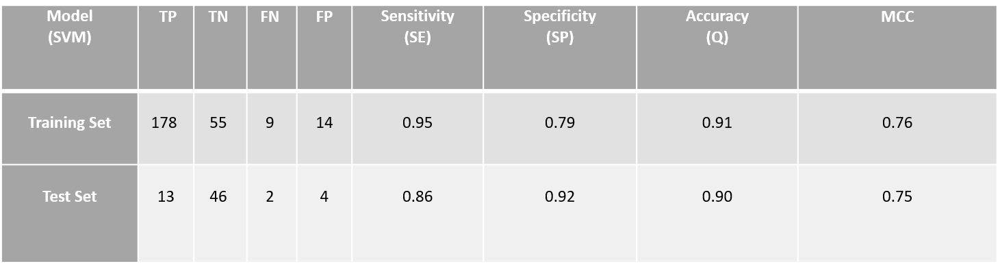 Model (SVM) TP TN FN FP Sensitivity (SE) Specificity (SP) Accuracy (Q) MCC
Training Set 178 55 9 14 0.95 0.79 0.91 0.76
Test Set 13 46 2 4 0.86 0.92 0.90 0.75